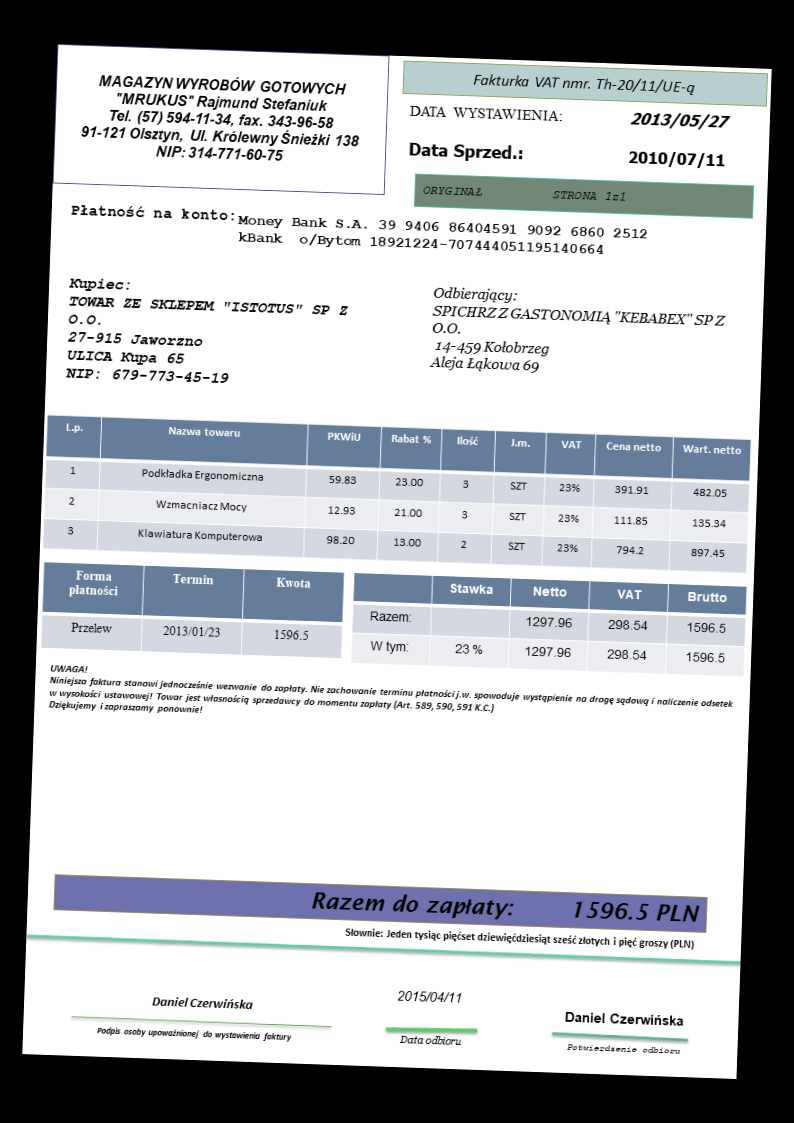 MAGAZYN WYROBÓW GOTOWYCH
"MRUKUS" Rajmund Stefaniuk
Tel. (57) 594-11-34, fax. 343-96-58
91-121 Olsztyn, Ul. Królewny Śnieżki 138
NIP: 314-771-60-75
Fakturka VAT nmr. Th-20/11/UE-q
DATA WYSTAWIENIA: 2013/05/27
Data Sprzed.: 2010/07/11
ORYGINAŁ STRONA 1z1
Płatność na konto: Money Bank S.A. 39 9406 86404591 9092 6860 2512
kBank o/Bytom 18921224-707444051195140664
Kupiec:
TOWAR ZE SKLEPEM "ISTOTUS" SP Z
O.O.
27-915 Jaworzno
ULICA Kupa 65
NIP: 679-773-45-19
Odbierający:
SPICHRZ Z GASTONOMIĄ "KEBABEX" SP Z
O.O.
14-459 Kołobrzeg
Aleja Łąkowa 69
L.p. Nazwa towaru PKWiU Rabat % Ilość J.m. VAT Cena netto Wart. netto
1 Podkładka Ergonomiczna 59.83 23.00 3 SZT 23% 391.91 482.05
2 Wzmacniacz Mocy 12.93 21.00 3 SZT 23% 111.85 135.34
3 Klawiatura Komputerowa 98.20 13.00 2 SZT 23% 794.2 897.45
Forma płatności Termin Kwota
Przelew 2013/01/23 1596.5
Stawka Netto VAT Brutto
Razem: 1297.96 298.54 1596.5
W tym: 23 % 1297.96 298.54 1596.5
UWAGA!
Niniejsza faktura stanowi jednocześnie wezwanie do zapłaty. Nie zachowanie terminu płatności j.w. spowoduje wystąpienie na drogę sądową i naliczenie odsetek
w wysokości ustawowej! Towar jest własnością sprzedawcy do momentu zapłaty (Art. 589, 590, 591 K.C.)
Dziękujemy i zapraszamy ponownie!
Razem do zapłaty: 1596.5 PLN
Słownie: Jeden tysiąc pięćset dziewięćdziesiąt sześć złotych i pięć groszy (PLN)
Daniel Czerwińska
Podpis osoby upoważnionej do wystawienia faktury
2015/04/11
Data odbioru
Daniel Czerwińska
Potwierdzenie odbioru